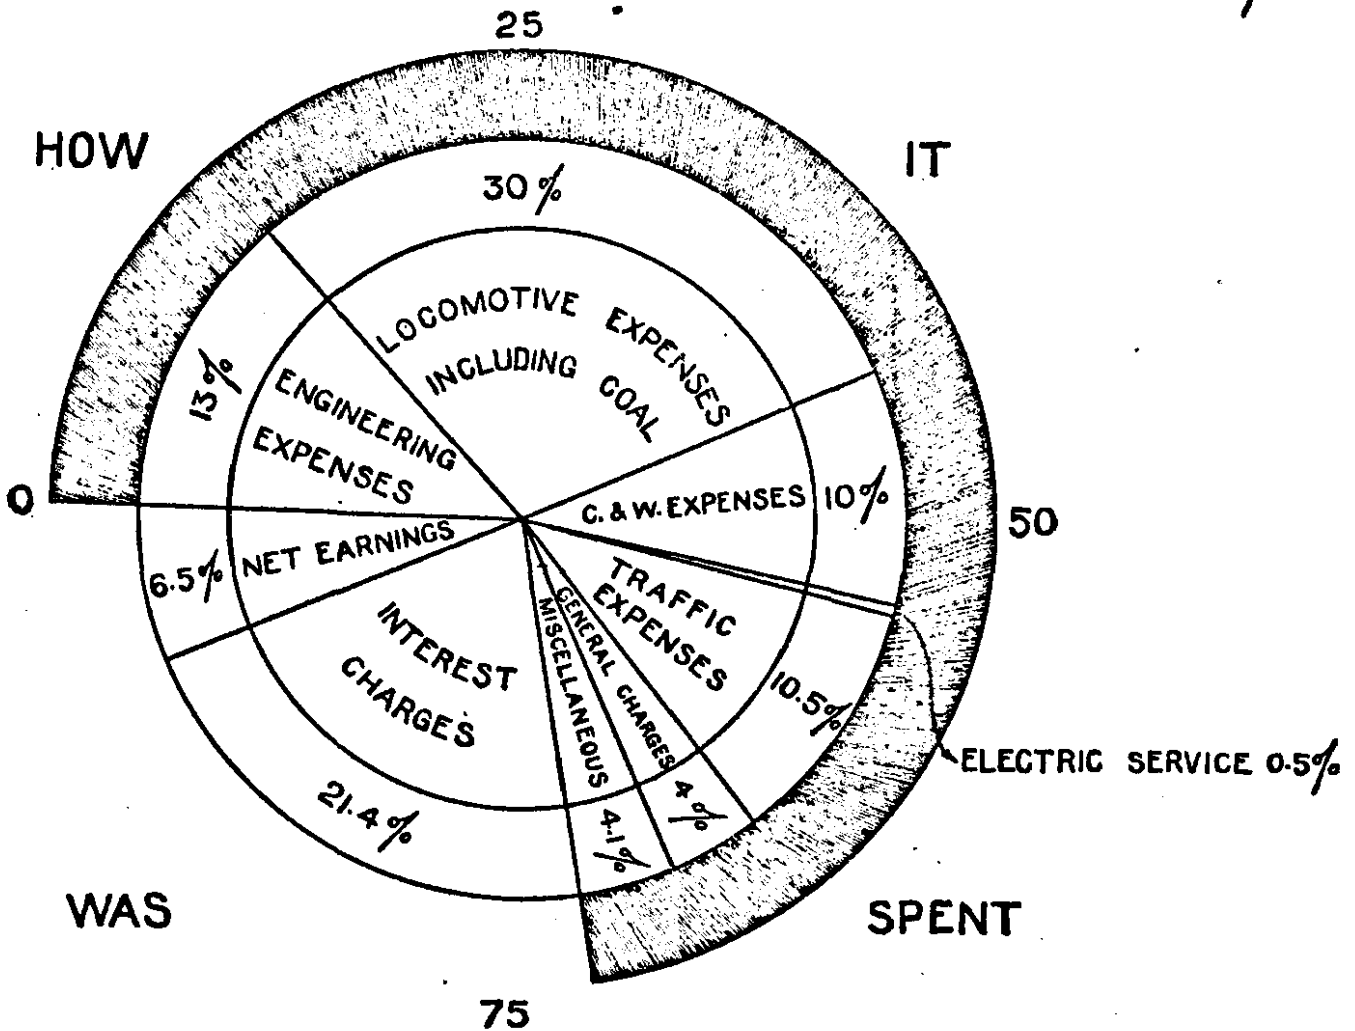 25
HOW
IT
30%
LOCOMOTIVE EXPENSES
INCLUDING COAL
13%
ENGINEERING
EXPENSES
0
C. & W. EXPENSES
10%
50
NET EARNINGS
6.5%
TRAFFIC
EXPENSES
10.5%
GENERAL CHARGES
4%
MISCELLANEOUS
4.1%
INTEREST
CHARGES
21.4%
ELECTRIC SERVICE 0.5%
WAS
SPENT
75